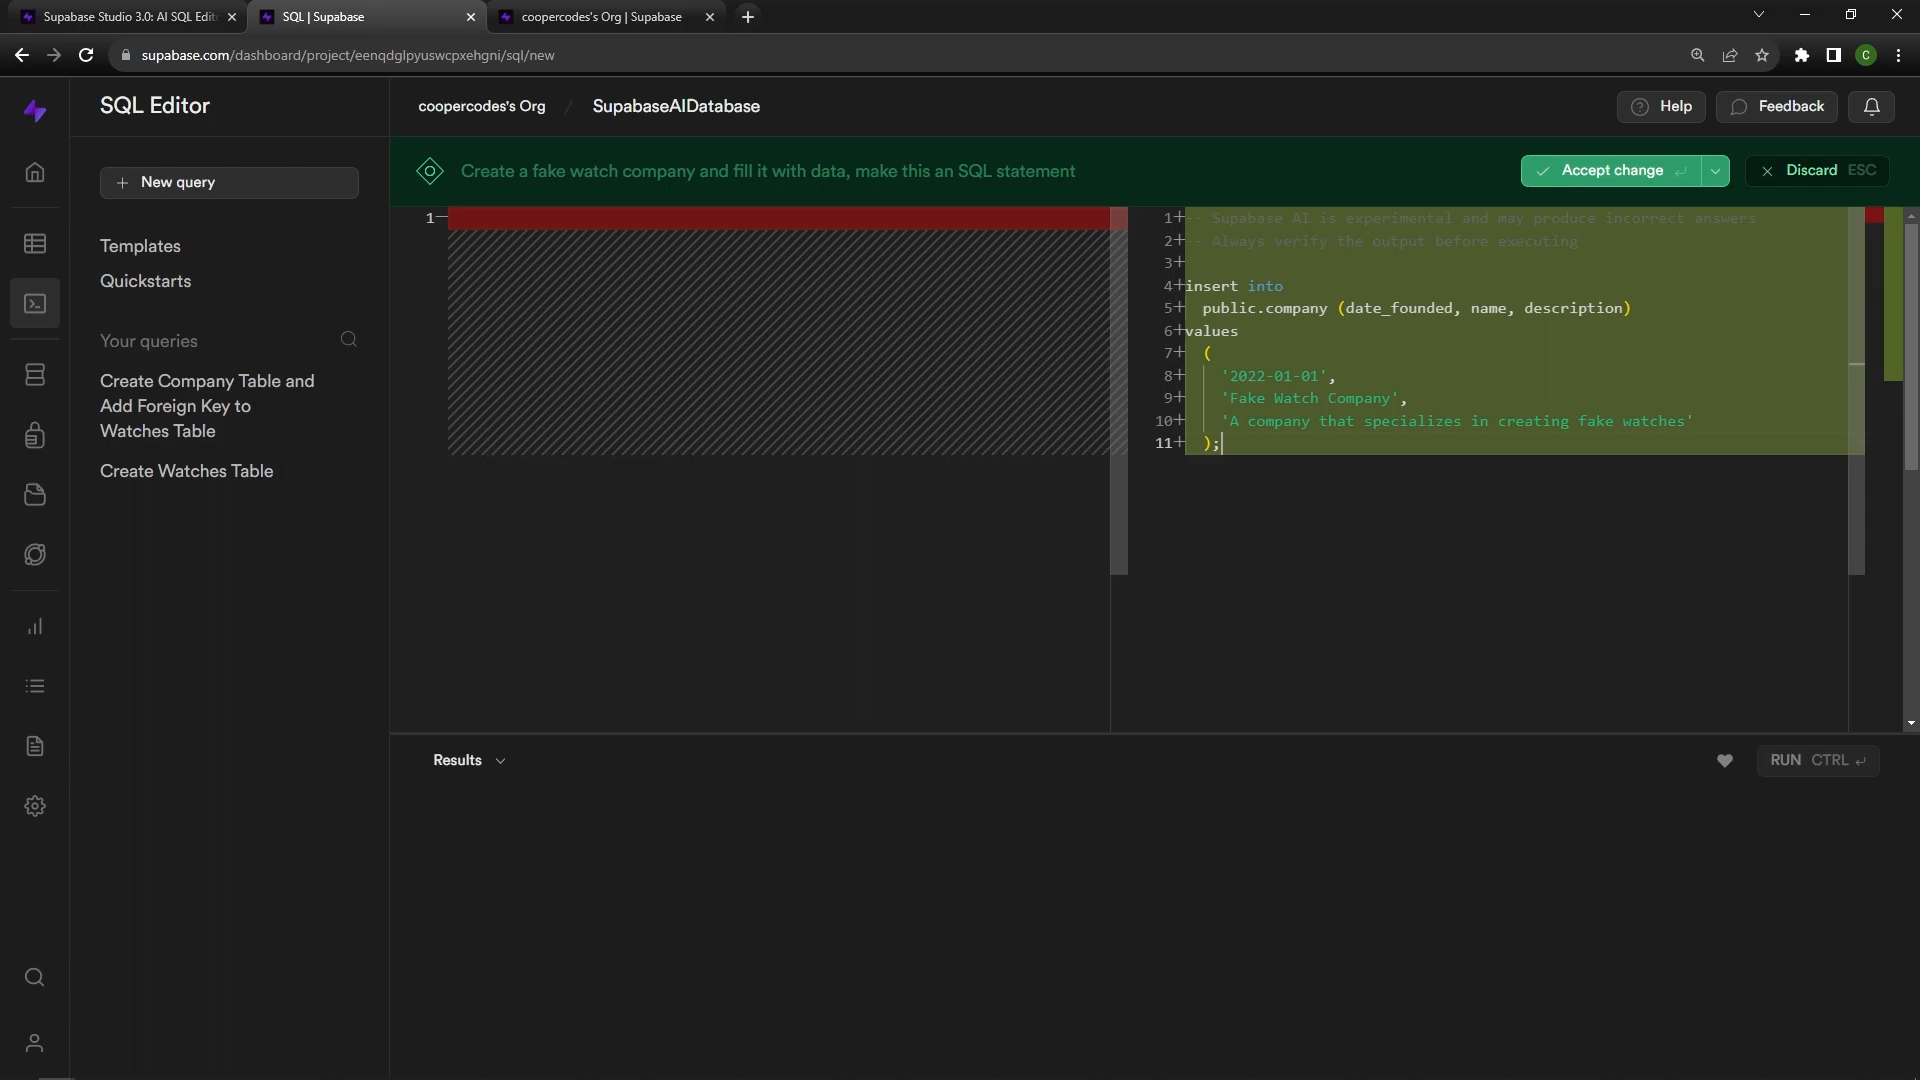 Supabase Studio 3.0: AI SQL Edit
SQL | Supabase
coopercodes's Org | Supabase
supabase.com/dashboard/project/eenqdglpyuswcpxehgni/sql/new
C
SQL Editor
coopercodes's Org / SupabaseAIDatabase
Help
Feedback
New query
Create a fake watch company and fill it with data, make this an SQL statement
Accept change
Discard ESC
Templates
Quickstarts
Your queries
Create Company Table and
Add Foreign Key to
Watches Table
Create Watches Table
1—
1+-- Supabase AI is experimental and may produce incorrect answers
2+-- Always verify the output before executing
3+
4+insert into
5+ public.company (date_founded, name, description)
6+values
7+ (
8+ '2022-01-01',
9+ 'Fake Watch Company',
10+ 'A company that specializes in creating fake watches'
11+ );
Results
RUN CTRL ↵